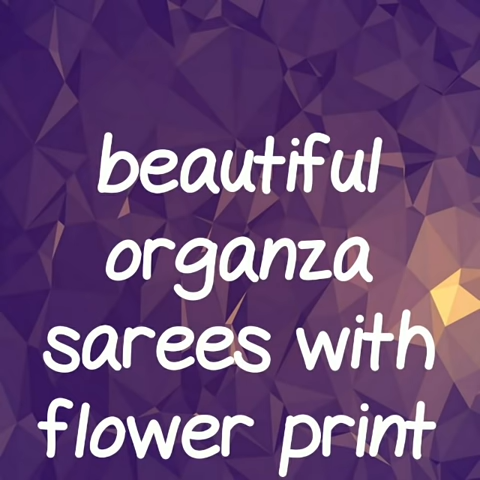 beautiful
organza
sarees with
flower print